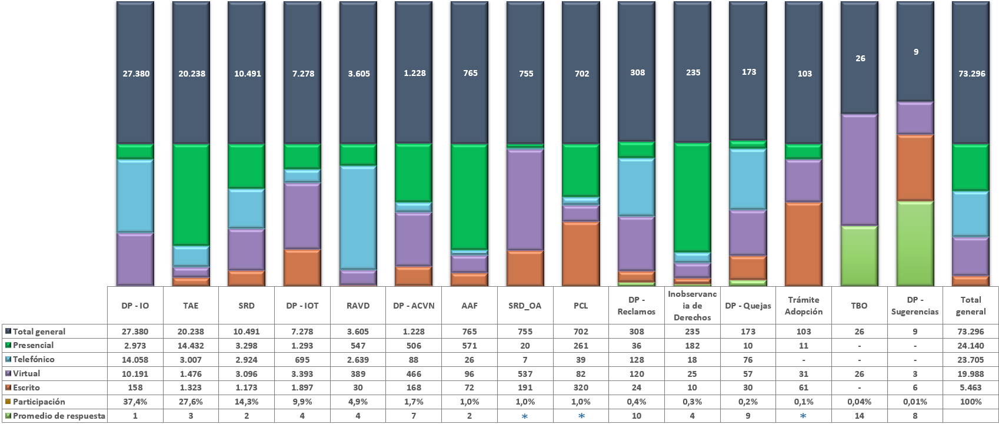 27.380 20.238 10.491 7.278 3.605 1.228 765 755 702 308 235 173 103 26 9 73.296
DP - IO TAE SRD DP - IOT RAVD DP - ACVN AAF SRD_OA PCL DP - Reclamos Inobservanc ia de Derechos DP - Quejas Trámite Adopción TBO DP - Sugerencias Total general
Total general 27.380 20.238 10.491 7.278 3.605 1.228 765 755 702 308 235 173 103 26 9 73.296
Presencial 2.973 14.432 3.298 1.293 547 506 571 20 261 36 182 10 11 - - 24.140
Telefónico 14.058 3.007 2.924 695 2.639 88 26 7 39 128 18 76 - - - 23.705
Virtual 10.191 1.476 3.096 3.393 389 466 96 537 82 120 25 57 31 26 3 19.988
Escrito 158 1.323 1.173 1.897 30 168 72 191 320 24 10 30 61 - 6 5.463
Participación 37,4% 27,6% 14,3% 9,9% 4,9% 1,7% 1,0% 1,0% 1,0% 0,4% 0,3% 0,2% 0,1% 0,04% 0,01% 100%
Promedio de respuesta 1 3 2 4 4 7 2 * * 10 4 9 * 14 8